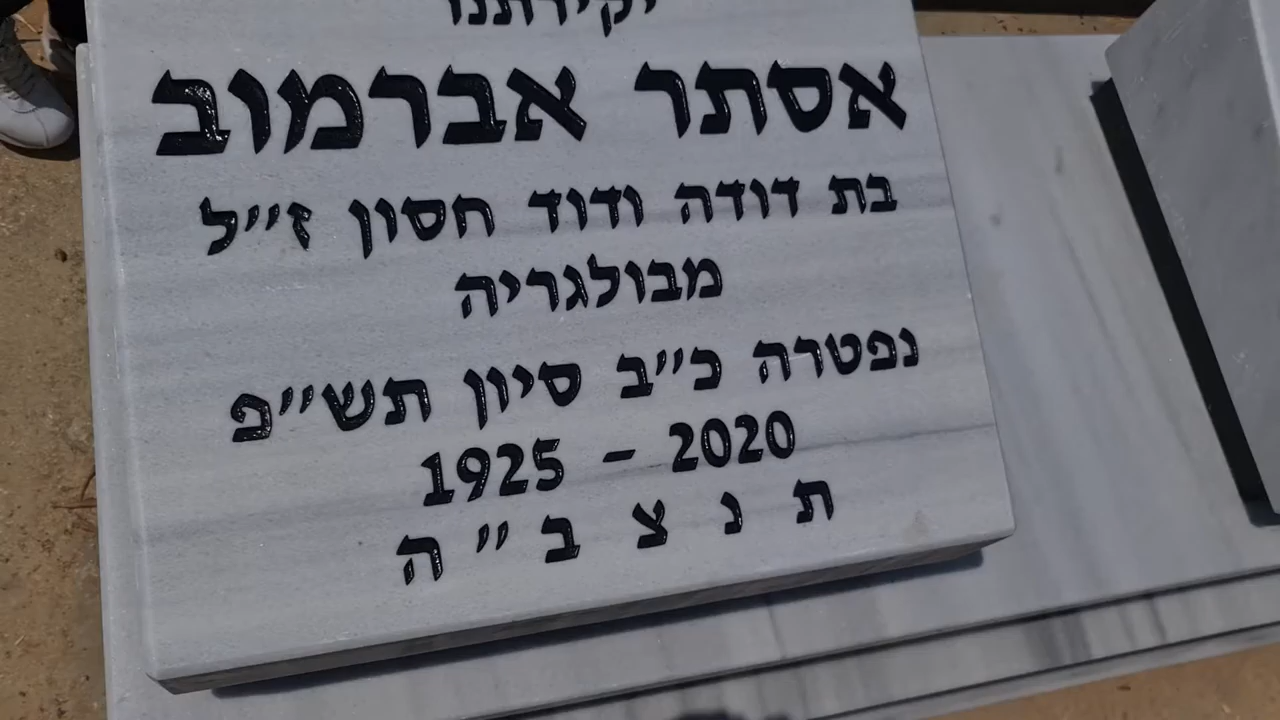 יקירתנו
אסתר אברמוב
בת דודה ודוד חסון ז״ל
מבולגריה
נפטרה כ״ב סיון תש״פ
1925 - 2020
ת נ צ ב ״ ה